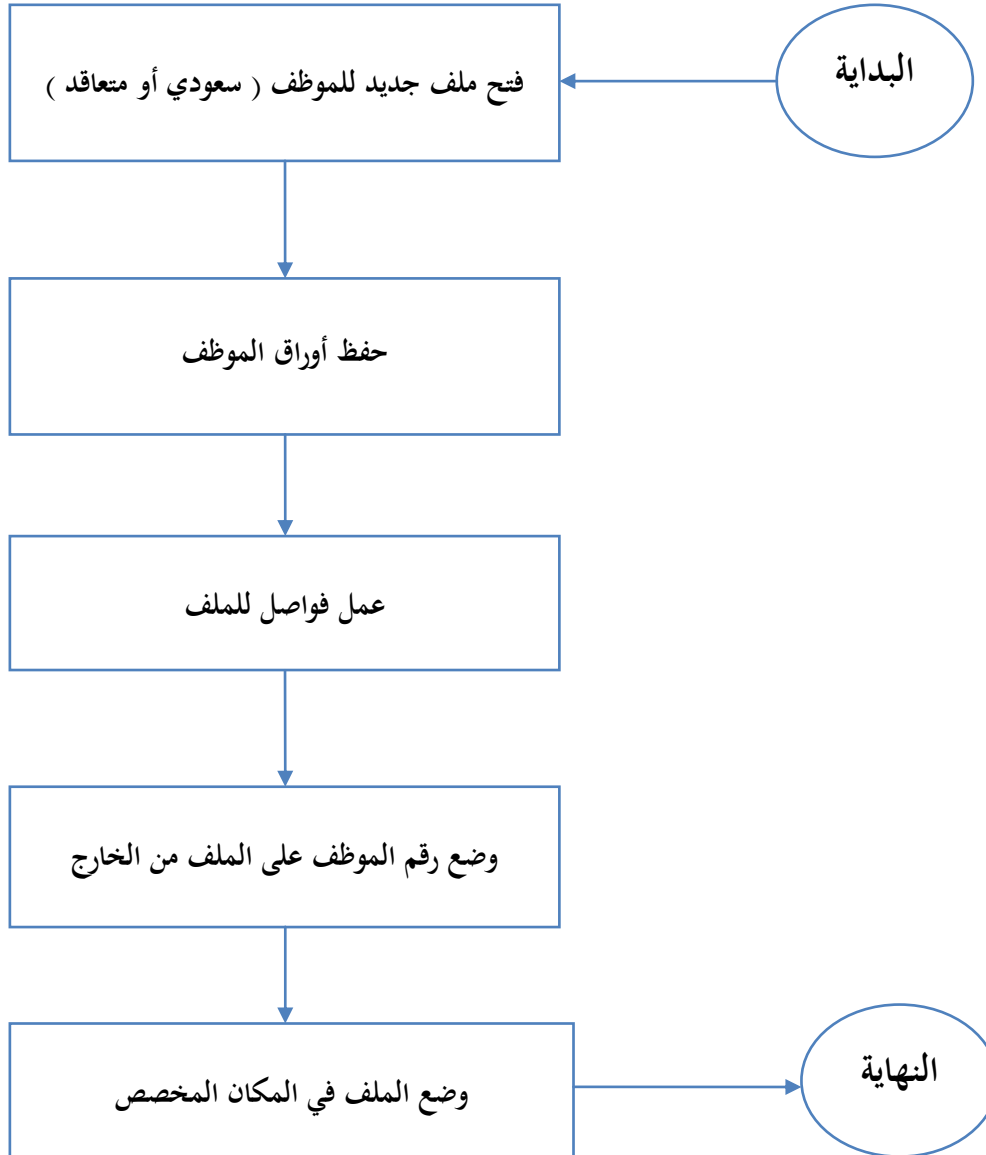 البداية
فتح ملف جديد للموظف ( سعودي أو متعاقد )
حفظ أوراق الموظف
عمل فواصل للملف
وضع رقم الموظف على الملف من الخارج
وضع الملف في المكان المخصص
النهاية